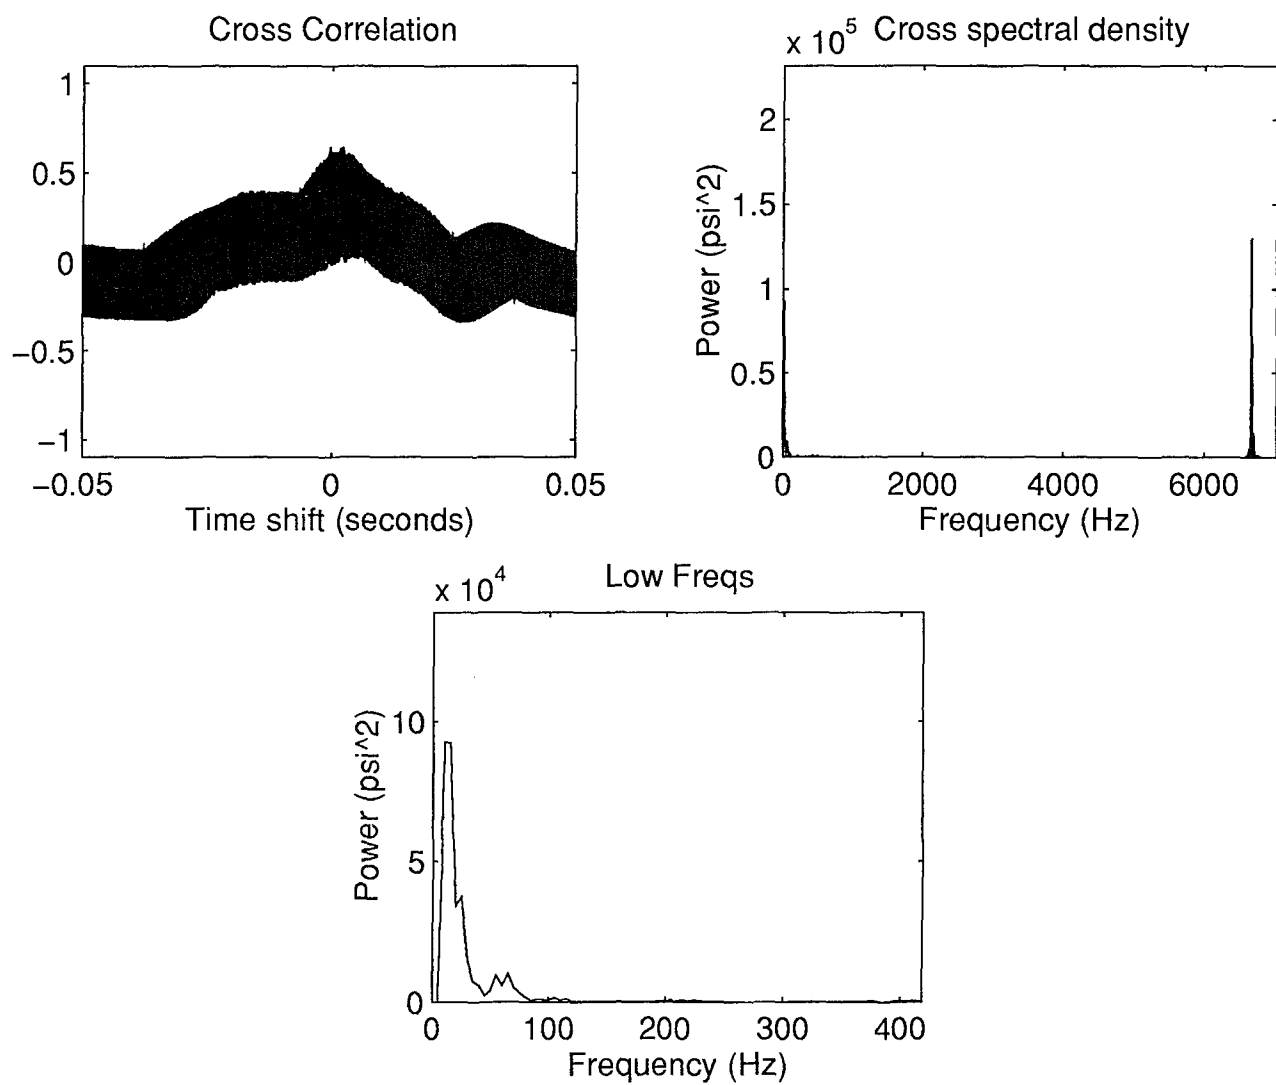 Cross Correlation
1
0.5
0
−0.5
−1
−0.05 0 0.05
Time shift (seconds)
x 10^5 Cross spectral density
Power (psi^2)
2
1.5
1
0.5
0
0 2000 4000 6000
Frequency (Hz)
x 10^4 Low Freqs
Power (psi^2)
10
5
0
0 100 200 300 400
Frequency (Hz)